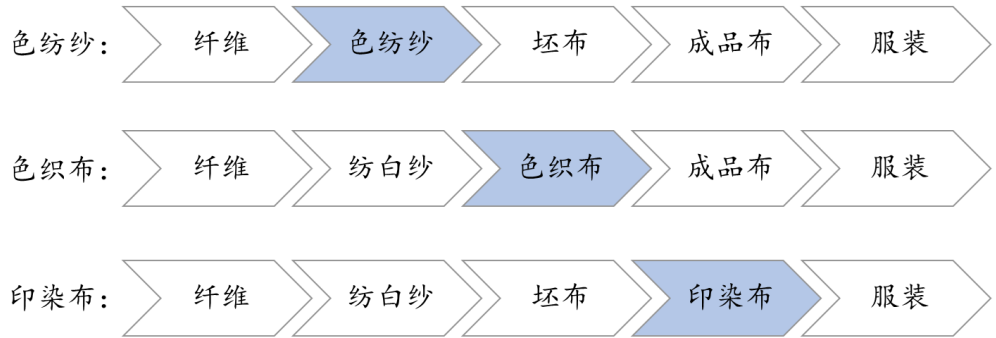 色纺纱： 纤维 色纺纱 坯布 成品布 服装
色织布： 纤维 纺白纱 色织布 成品布 服装
印染布： 纤维 纺白纱 坯布 印染布 服装